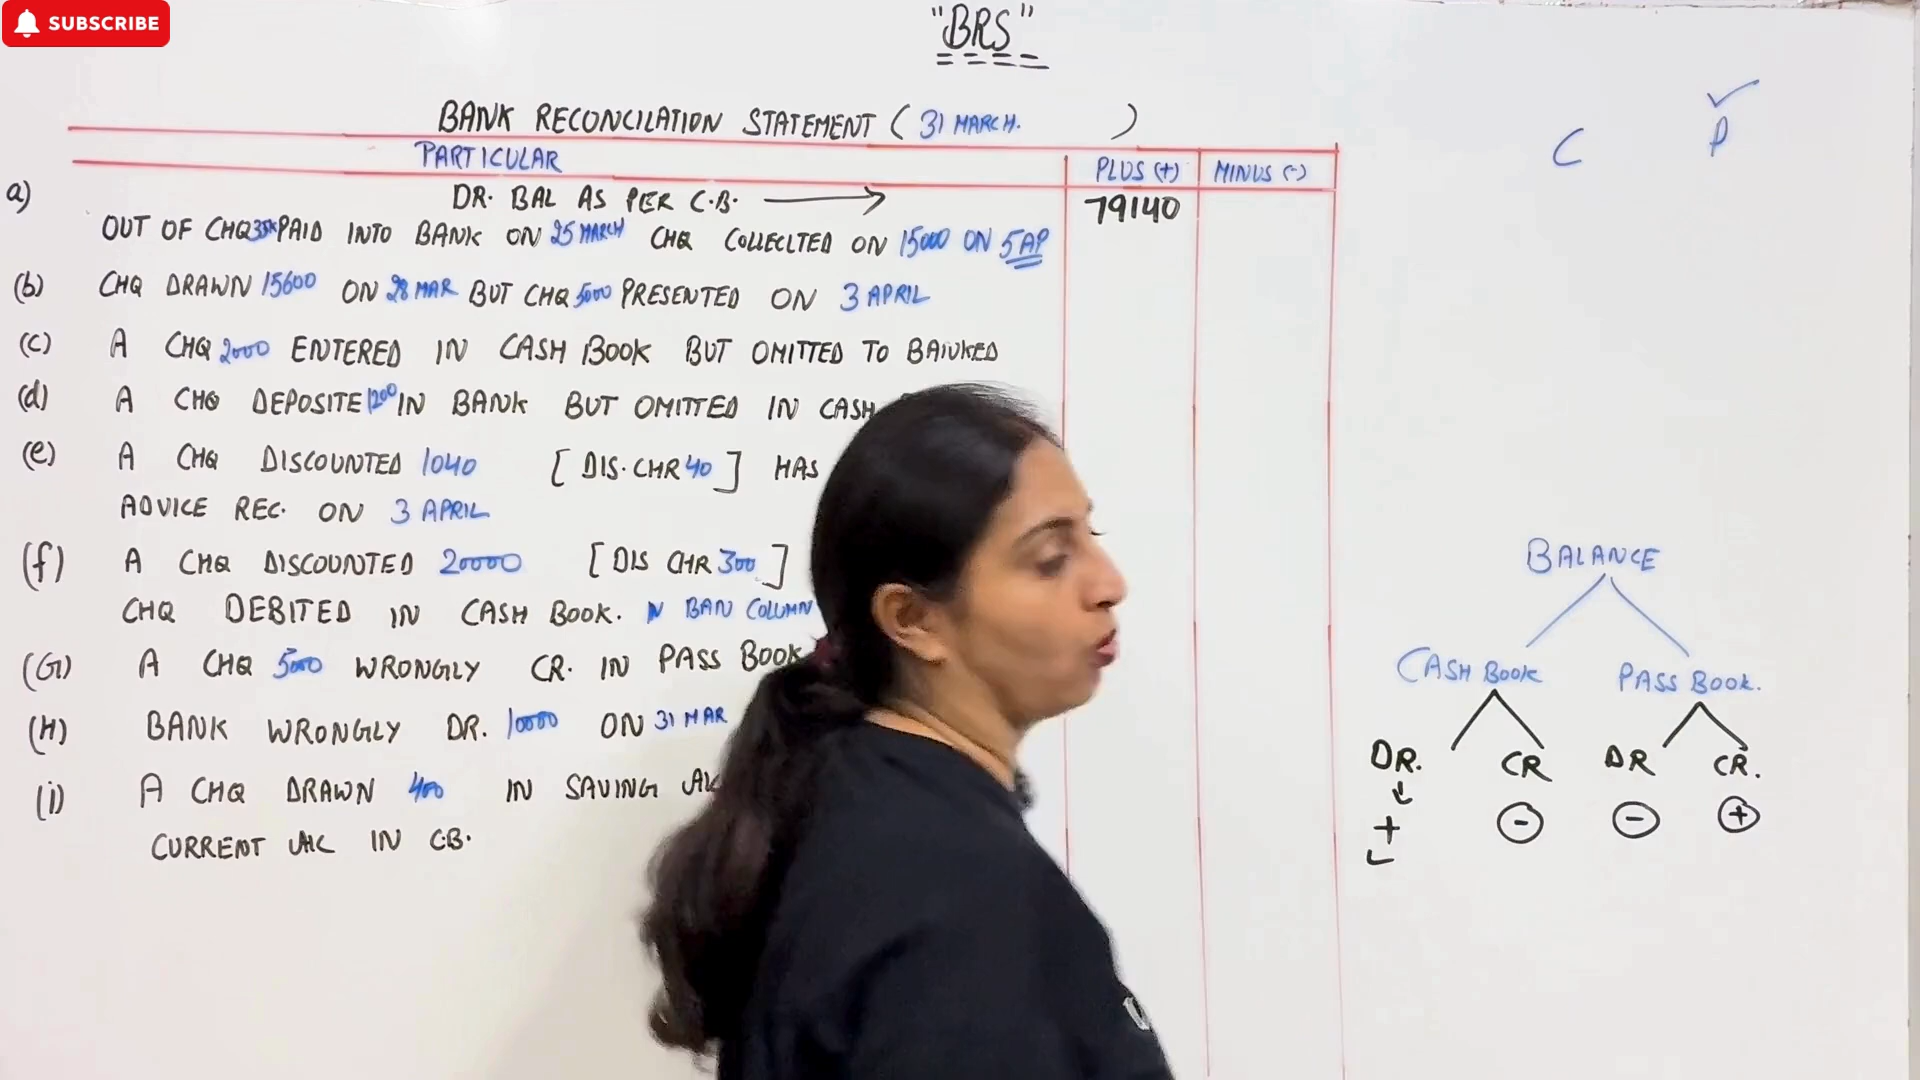 SUBSCRIBE
"BRS"
BANK RECONCILATION STATEMENT ( 31 MARCH. )
PARTICULAR PLUS (+) MINUS (-)
DR. BAL AS PER C.B. → 79140
a) OUT OF CHQ 35K PAID INTO BANK ON 25 MARCH CHQ COLLECLTED ON 15000 ON 5 AP
(b) CHQ DRAWN 15600 ON 28 MAR BUT CHQ 5000 PRESENTED ON 3 APRIL
(C) A CHQ 2000 ENTERED IN CASH BOOK BUT OMITTED TO BANKED
(d) A CHQ DEPOSITE 1200 IN BANK BUT OMITTED IN CASH
(e) A CHQ DISCOUNTED 1040 [ DIS. CHR 40 ] HAS
ADVICE REC. ON 3 APRIL
(f) A CHQ DISCOUNTED 20000 [ DIS CHR 300 ]
CHQ DEBITED IN CASH BOOK. N BAN COLUMN
(G) A CHQ 5000 WRONGLY CR. IN PASS BOOK
(H) BANK WRONGLY DR. 10000 ON 31 MAR
(i) A CHQ DRAWN 400 IN SAVING A/c
CURRENT A/c IN C.B.
C P ✓
BALANCE
CASH BOOK PASS BOOK.
DR. CR DR CR.
+ - - +